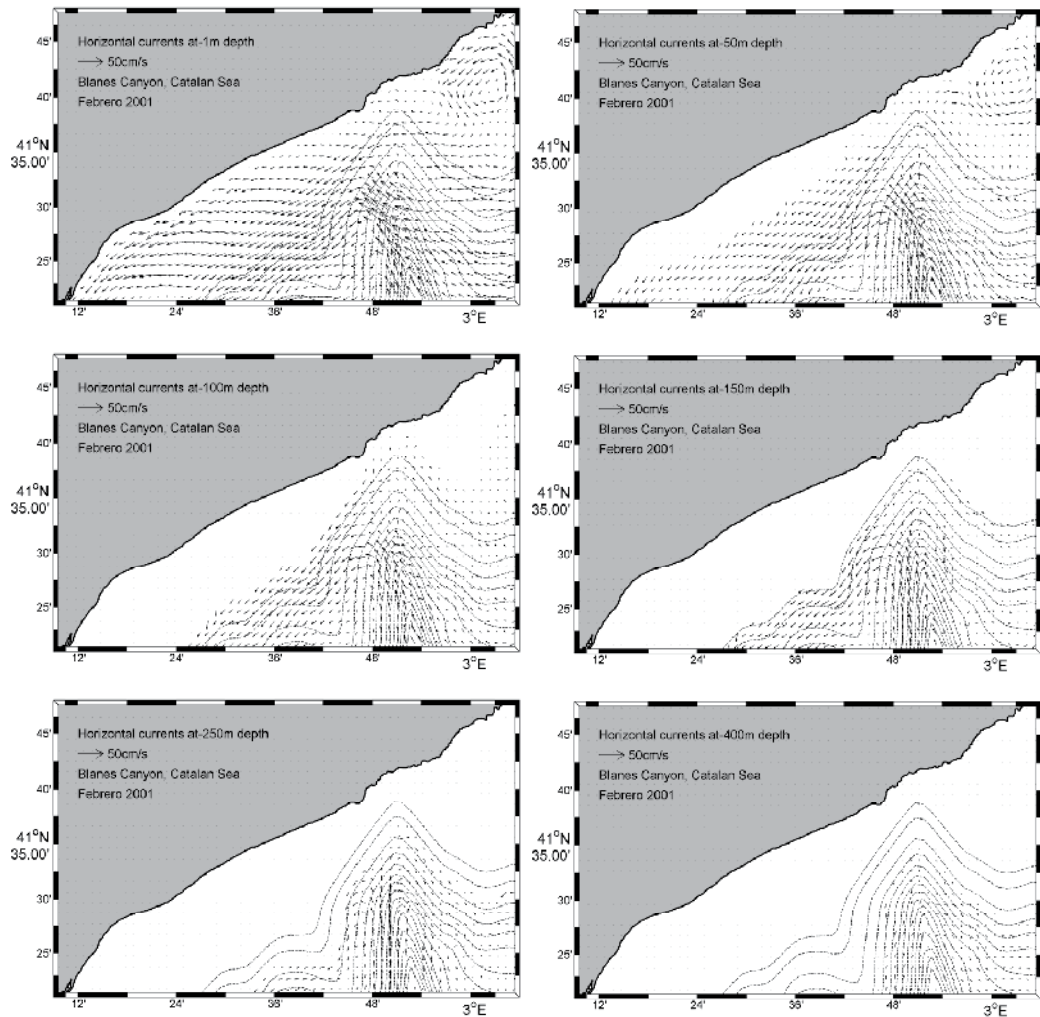 Horizontal currents at-1m depth
50cm/s
Blanes Canyon, Catalan Sea
Febrero 2001
45'
40'
41°N
35.00'
30'
25'
12'
24'
36'
48'
3°E
Horizontal currents at-50m depth
50cm/s
Blanes Canyon, Catalan Sea
Febrero 2001
45'
40'
41°N
35.00'
30'
25'
12'
24'
36'
48'
3°E
Horizontal currents at-100m depth
50cm/s
Blanes Canyon, Catalan Sea
Febrero 2001
45'
40'
41°N
35.00'
30'
25'
12'
24'
36'
48'
3°E
Horizontal currents at-150m depth
50cm/s
Blanes Canyon, Catalan Sea
Febrero 2001
45'
40'
41°N
35.00'
30'
25'
12'
24'
36'
48'
3°E
Horizontal currents at-250m depth
50cm/s
Blanes Canyon, Catalan Sea
Febrero 2001
45'
40'
41°N
35.00'
30'
25'
12'
24'
36'
48'
3°E
Horizontal currents at-400m depth
50cm/s
Blanes Canyon, Catalan Sea
Febrero 2001
45'
40'
41°N
35.00'
30'
25'
12'
24'
36'
48'
3°E